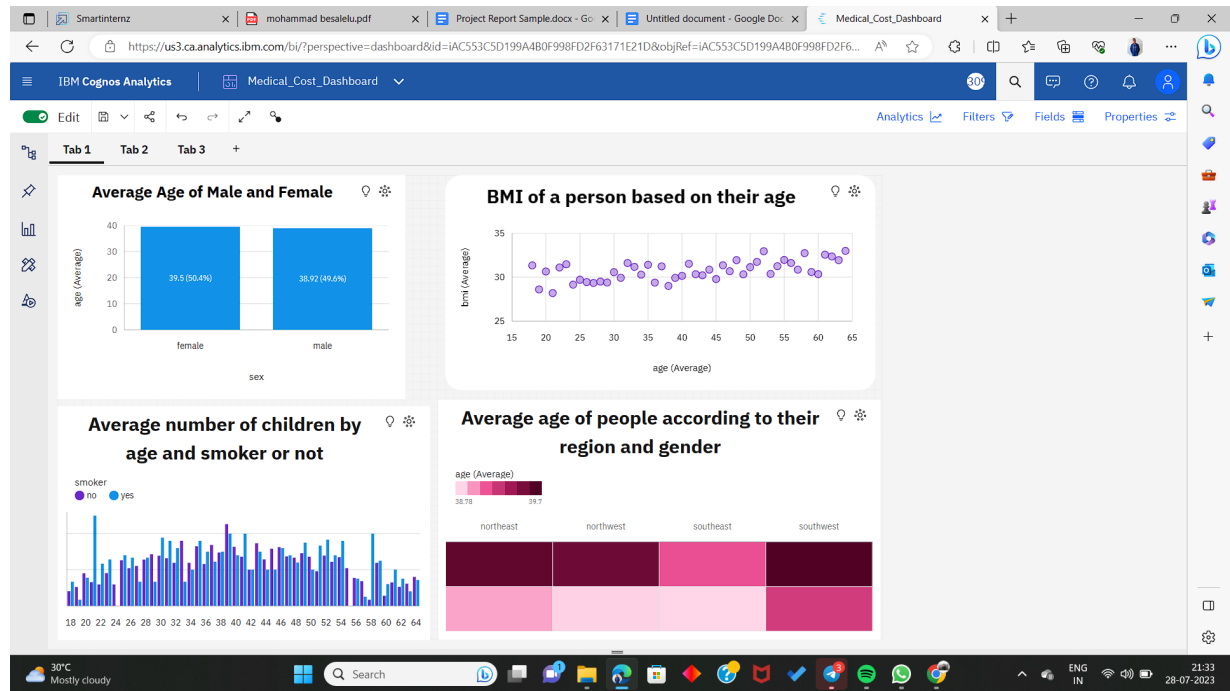 Smartinternz
mohammad besalelu.pdf
Project Report Sample.docx - Go
Untitled document - Google Doc
Medical_Cost_Dashboard
https://us3.ca.analytics.ibm.com/bi/?perspective=dashboard&id=iAC553C5D199A4B0F998FD2F63171E21D&objRef=iAC553C5D199A4B0F998FD2F6...
IBM Cognos Analytics
Medical_Cost_Dashboard
30
Edit
Analytics
Filters
Fields
Properties
Tab 1 Tab 2 Tab 3 +
Average Age of Male and Female
age (Average)
40
30
20
10
0
39.5 (50.4%)
38.92 (49.6%)
female male
sex
BMI of a person based on their age
bmi (Average)
35
30
25
15 20 25 30 35 40 45 50 55 60 65
age (Average)
Average number of children by
age and smoker or not
smoker
no yes
18 20 22 24 26 28 30 32 34 36 38 40 42 44 46 48 50 52 54 56 58 60 62 64
Average age of people according to their
region and gender
age (Average)
38.78 39.7
northeast northwest southeast southwest
30°C
Mostly cloudy
Search
1
3
ENG
IN
21:33
28-07-2023